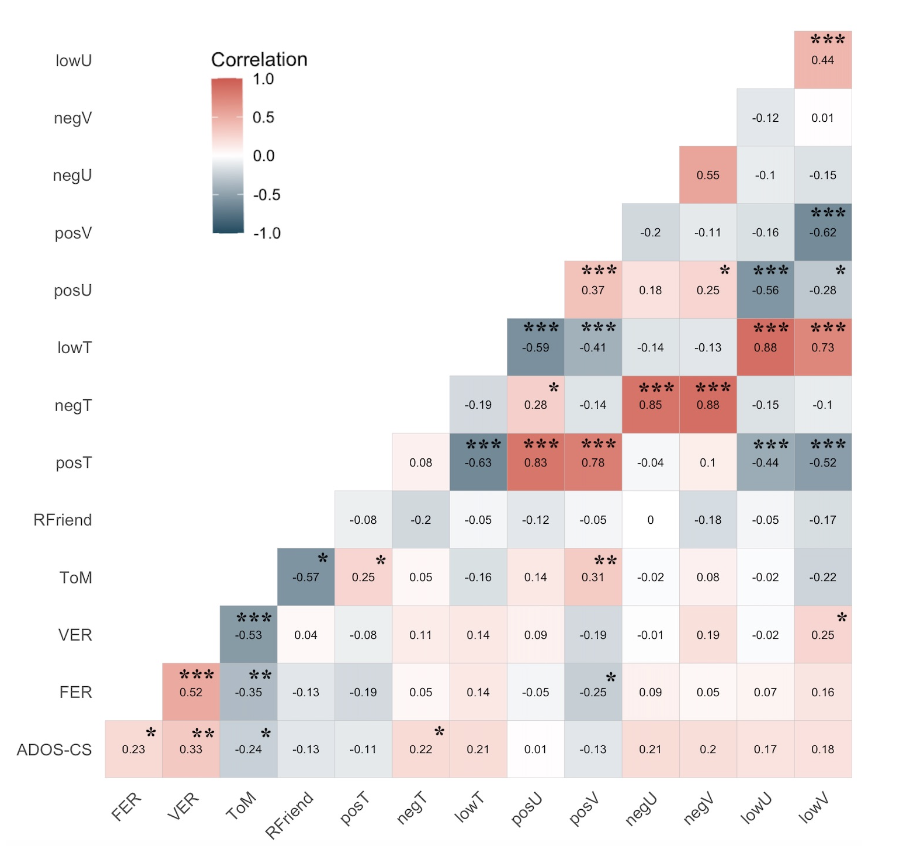 Correlation
1.0
0.5
0.0
-0.5
-1.0
lowU
***
0.44
negV
-0.12 0.01
negU
0.55 -0.1 -0.15
posV
***
-0.2 -0.11 -0.16 -0.62
posU
*** * *** *
0.37 0.18 0.25 -0.56 -0.28
lowT
*** *** *** ***
-0.59 -0.41 -0.14 -0.13 0.88 0.73
negT
* *** ***
-0.19 0.28 -0.14 0.85 0.88 -0.15 -0.1
posT
*** *** *** *** ***
0.08 -0.63 0.83 0.78 -0.04 0.1 -0.44 -0.52
RFriend
-0.08 -0.2 -0.05 -0.12 -0.05 0 -0.18 -0.05 -0.17
ToM
* * **
-0.57 0.25 0.05 -0.16 0.14 0.31 -0.02 0.08 -0.02 -0.22
VER
*** *
-0.53 0.04 -0.08 0.11 0.14 0.09 -0.19 -0.01 0.19 -0.02 0.25
FER
*** ** *
0.52 -0.35 -0.13 -0.19 0.05 0.14 -0.05 -0.25 0.09 0.05 0.07 0.16
ADOS-CS
* ** * *
0.23 0.33 -0.24 -0.13 -0.11 0.22 0.21 0.01 -0.13 0.21 0.2 0.17 0.18
FER VER ToM RFriend posT negT lowT posU posV negU negV lowU lowV